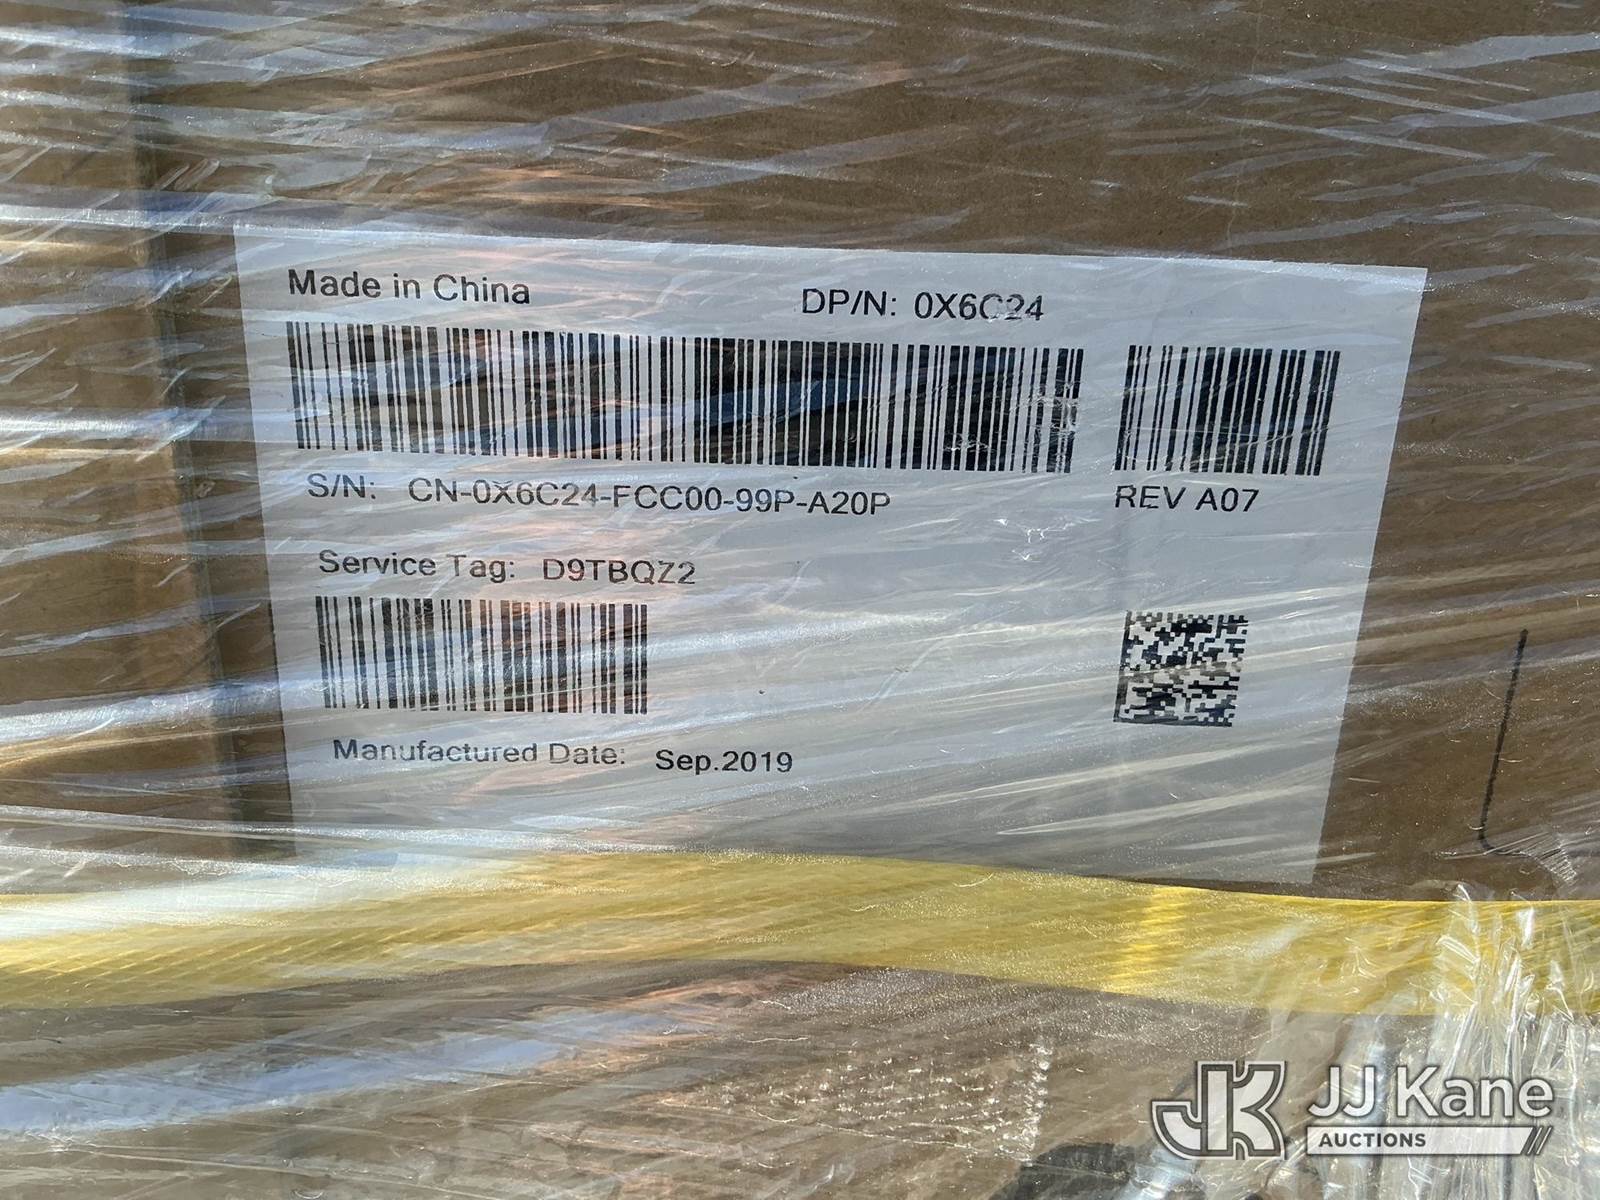 Made in China
DP/N: 0X6C24
S/N: CN-0X6C24-FCC00-99P-A20P
REV A07
Service Tag: D9TBQZ2
Manufactured Date: Sep.2019
JK JJ Kane
AUCTIONS